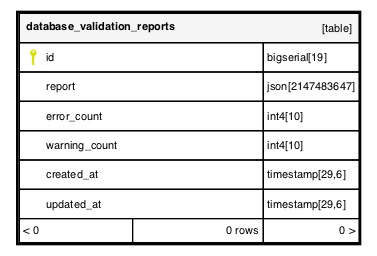 database_validation_reports [table]
id bigserial[19]
report json[2147483647]
error_count int4[10]
warning_count int4[10]
created_at timestamp[29,6]
updated_at timestamp[29,6]
< 0 0 rows 0 >